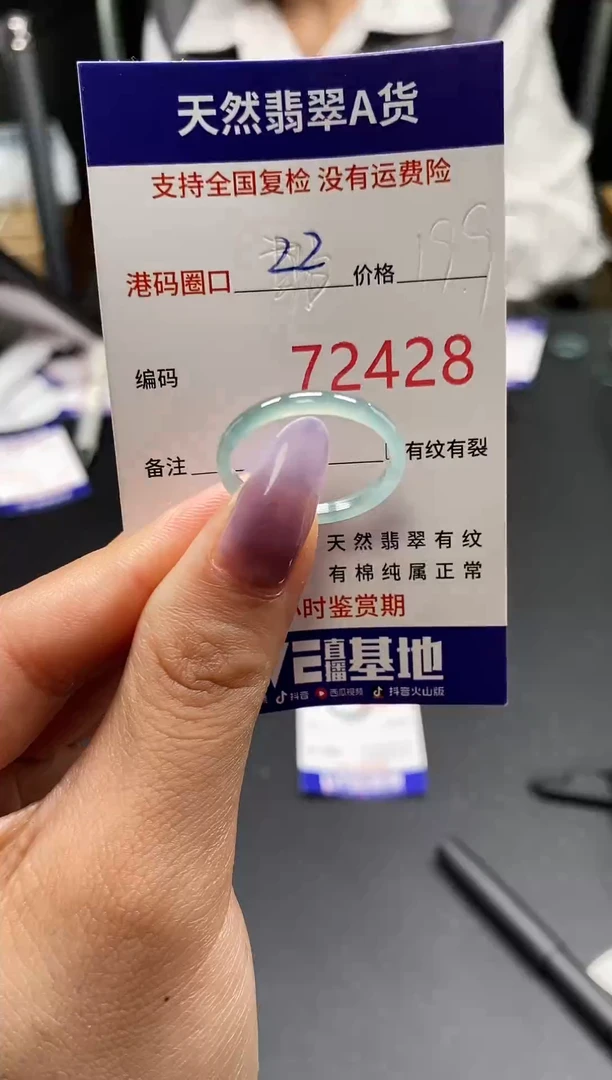 天然翡翠A货
支持全国复检 没有运费险
港码圈口 22 价格 19.9
编码 72428
备注 有纹有裂
天然翡翠有纹
有棉纯属正常
小时鉴赏期
直播基地
抖音 西瓜视频 抖音火山版